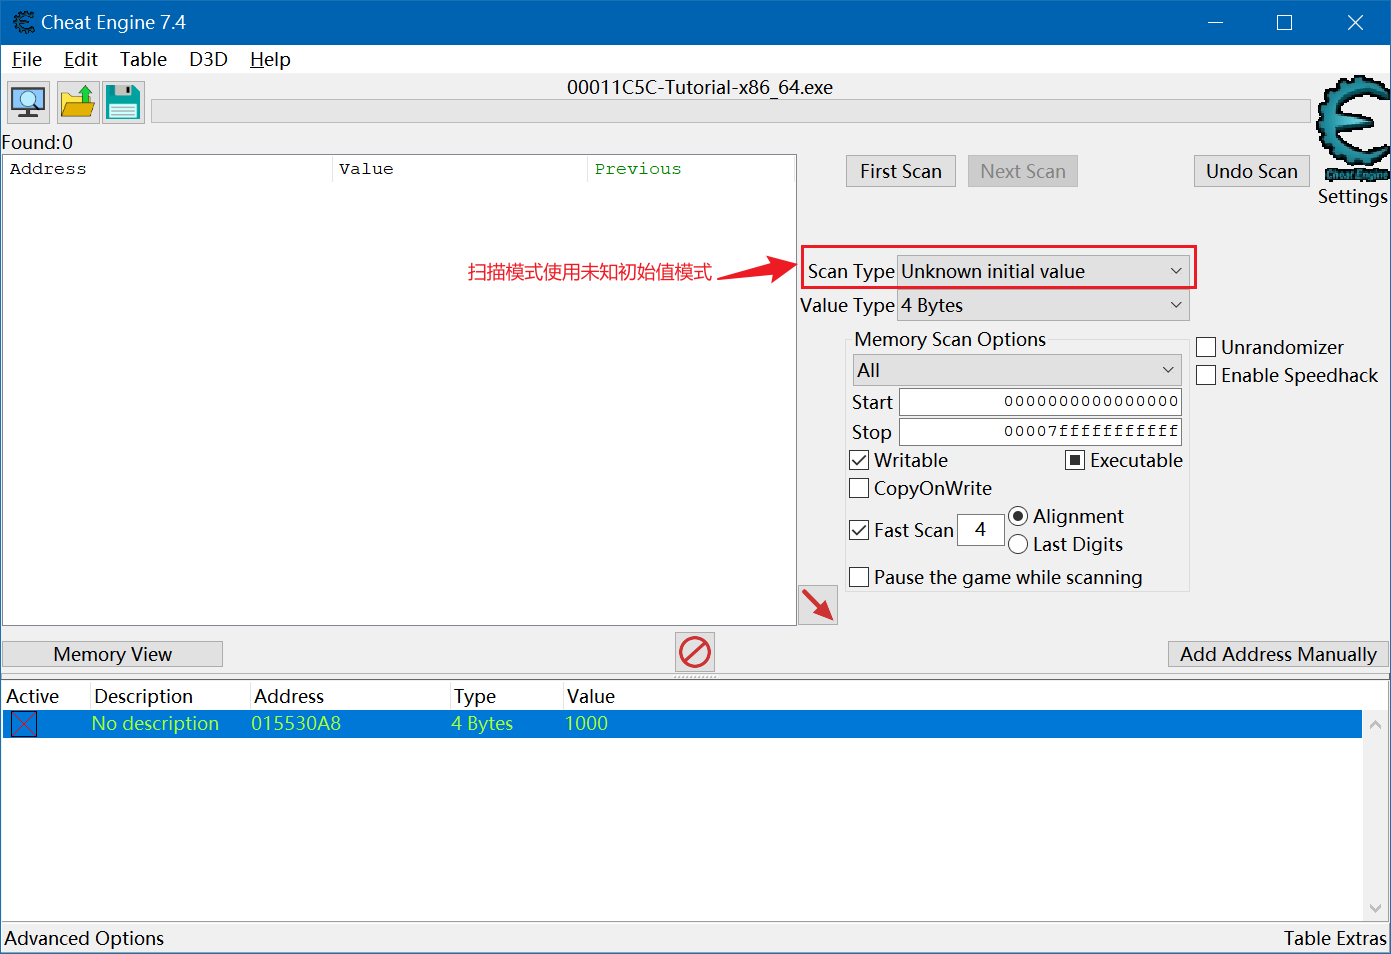 Cheat Engine 7.4
File Edit Table D3D Help
00011C5C-Tutorial-x86_64.exe
Found:0
Address Value Previous
First Scan Next Scan Undo Scan
Cheat Engine
Settings
扫描模式使用未知初始值模式
Scan Type Unknown initial value
Value Type 4 Bytes
Memory Scan Options
All
Unrandomizer
Enable Speedhack
Start 0000000000000000
Stop 00007fffffffffff
Writable Executable
CopyOnWrite
Fast Scan 4 Alignment
Last Digits
Pause the game while scanning
Memory View Add Address Manually
Active Description Address Type Value
No description 015530A8 4 Bytes 1000
Advanced Options Table Extras